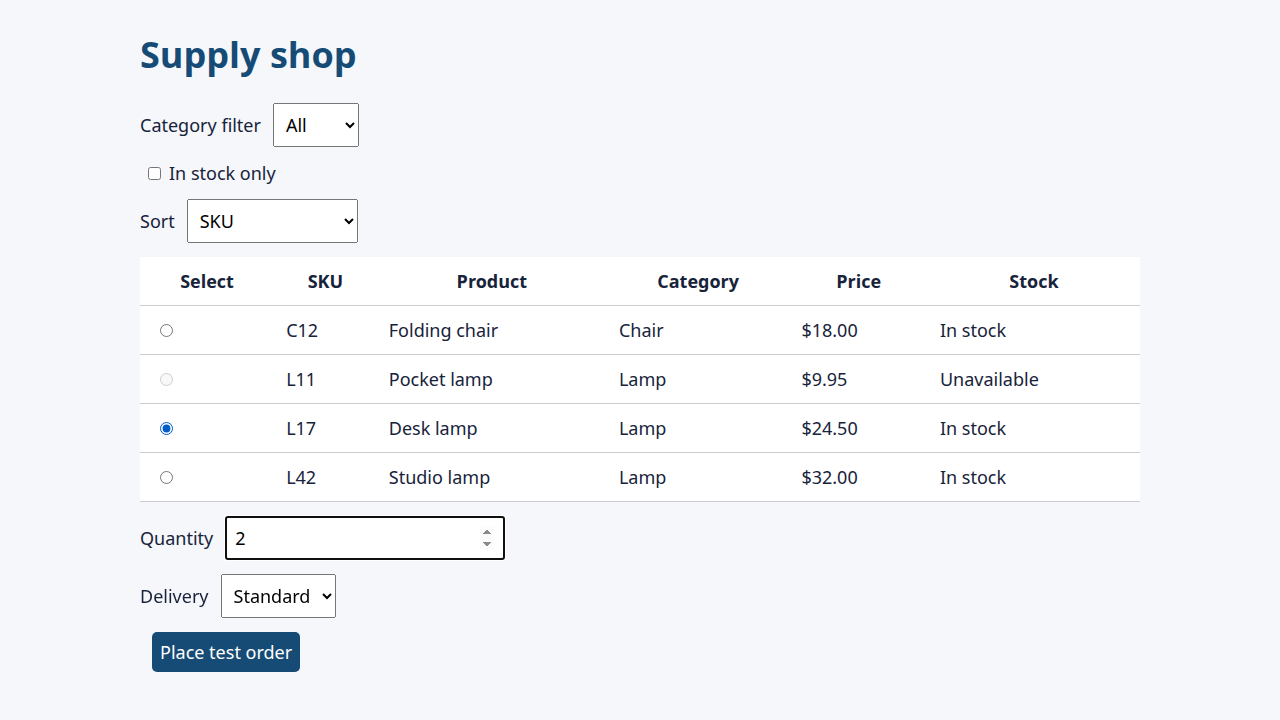 Supply shop
Category filter All
In stock only
Sort SKU
Select SKU Product Category Price Stock
C12 Folding chair Chair $18.00 In stock
L11 Pocket lamp Lamp $9.95 Unavailable
L17 Desk lamp Lamp $24.50 In stock
L42 Studio lamp Lamp $32.00 In stock
Quantity 2
Delivery Standard
Place test order